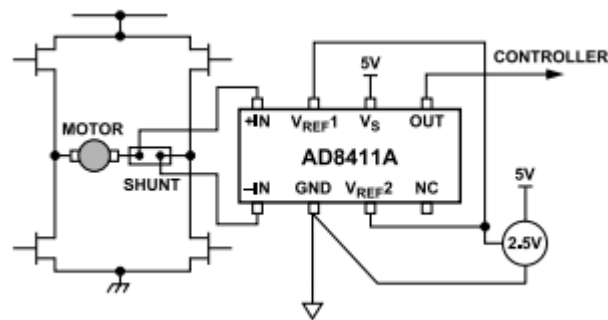 CONTROLLER
5V
MOTOR
SHUNT
+IN
VREF1
VS
OUT
AD8411A
–IN
GND
VREF2
NC
5V
2.5V